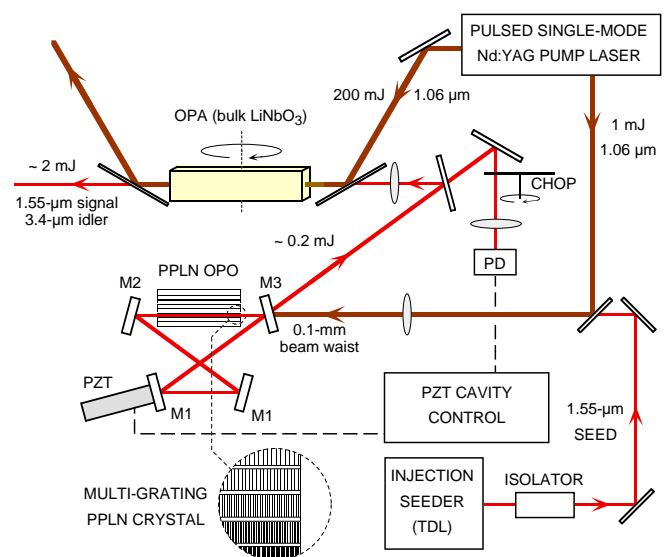 PULSED SINGLE-MODE
Nd:YAG PUMP LASER
200 mJ
1.06 µm
OPA (bulk LiNbO3)
1 mJ
1.06 µm
~ 2 mJ
1.55-µm signal
3.4-µm idler
CHOP
~ 0.2 mJ
PD
PPLN OPO
M2
M3
0.1-mm
beam waist
PZT
M1
M1
PZT CAVITY
CONTROL
1.55-µm
SEED
INJECTION
SEEDER
(TDL)
ISOLATOR
MULTI-GRATING
PPLN CRYSTAL